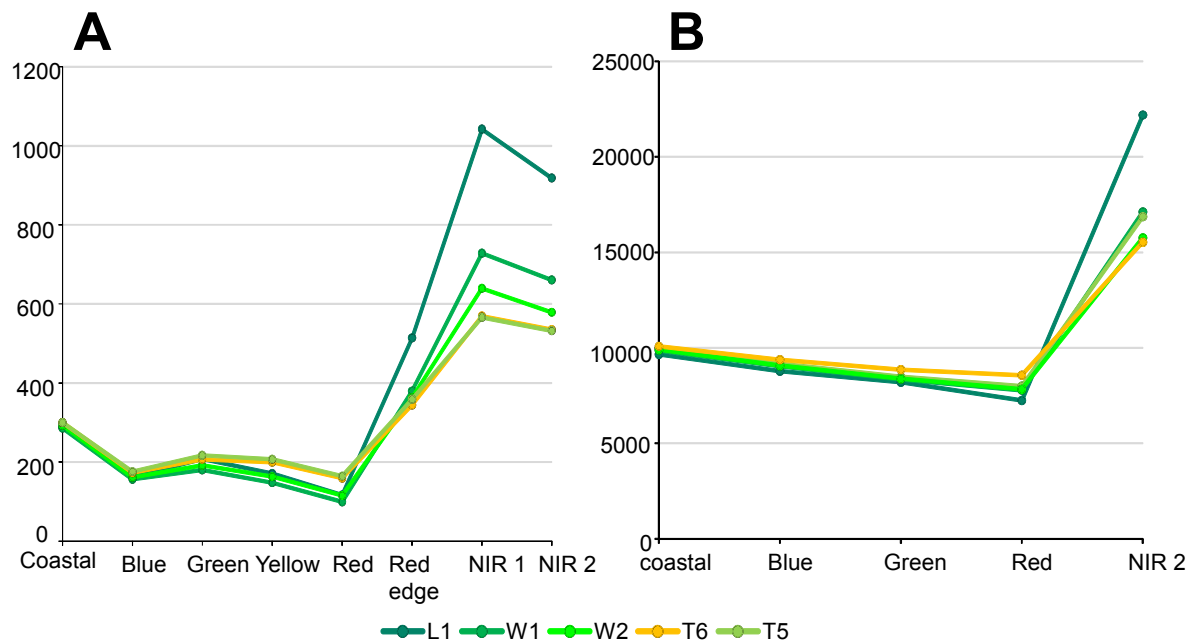 A
1200
1000
800
600
400
200
0
Coastal Blue Green Yellow Red Red edge NIR 1 NIR 2
B
25000
20000
15000
10000
5000
0
coastal Blue Green Red NIR 2
L1 W1 W2 T6 T5